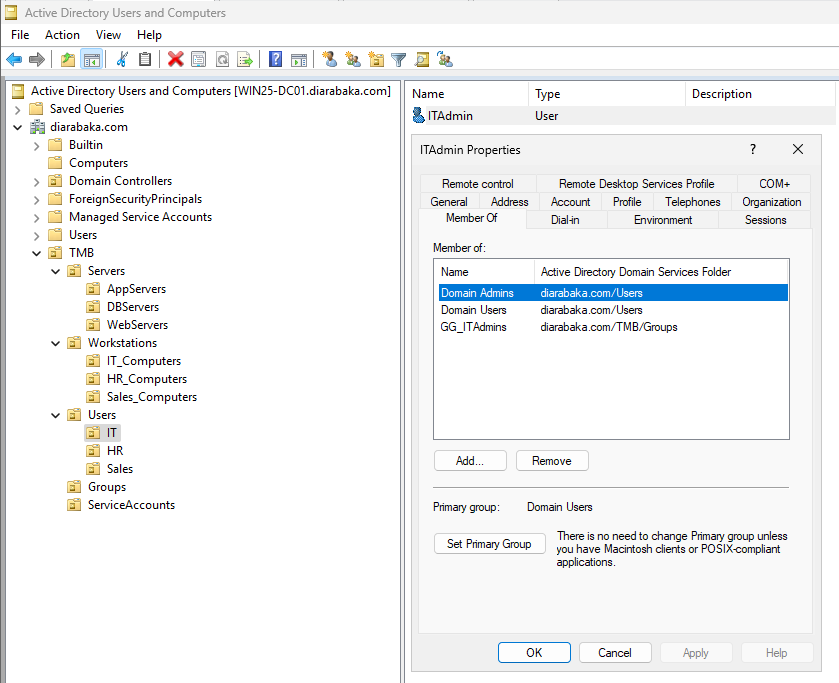 Active Directory Users and Computers
File Action View Help
Active Directory Users and Computers [WIN25-DC01.diarabaka.com]
Saved Queries
diarabaka.com
Builtin
Computers
Domain Controllers
ForeignSecurityPrincipals
Managed Service Accounts
Users
TMB
Servers
AppServers
DBServers
WebServers
Workstations
IT_Computers
HR_Computers
Sales_Computers
Users
IT
HR
Sales
Groups
ServiceAccounts
Name Type Description
ITAdmin User
ITAdmin Properties
Remote control Remote Desktop Services Profile COM+
General Address Account Profile Telephones Organization
Member Of Dial-in Environment Sessions
Member of:
Name Active Directory Domain Services Folder
Domain Admins diarabaka.com/Users
Domain Users diarabaka.com/Users
GG_ITAdmins diarabaka.com/TMB/Groups
Add... Remove
Primary group: Domain Users
Set Primary Group
There is no need to change Primary group unless
you have Macintosh clients or POSIX-compliant
applications.
OK Cancel Apply Help